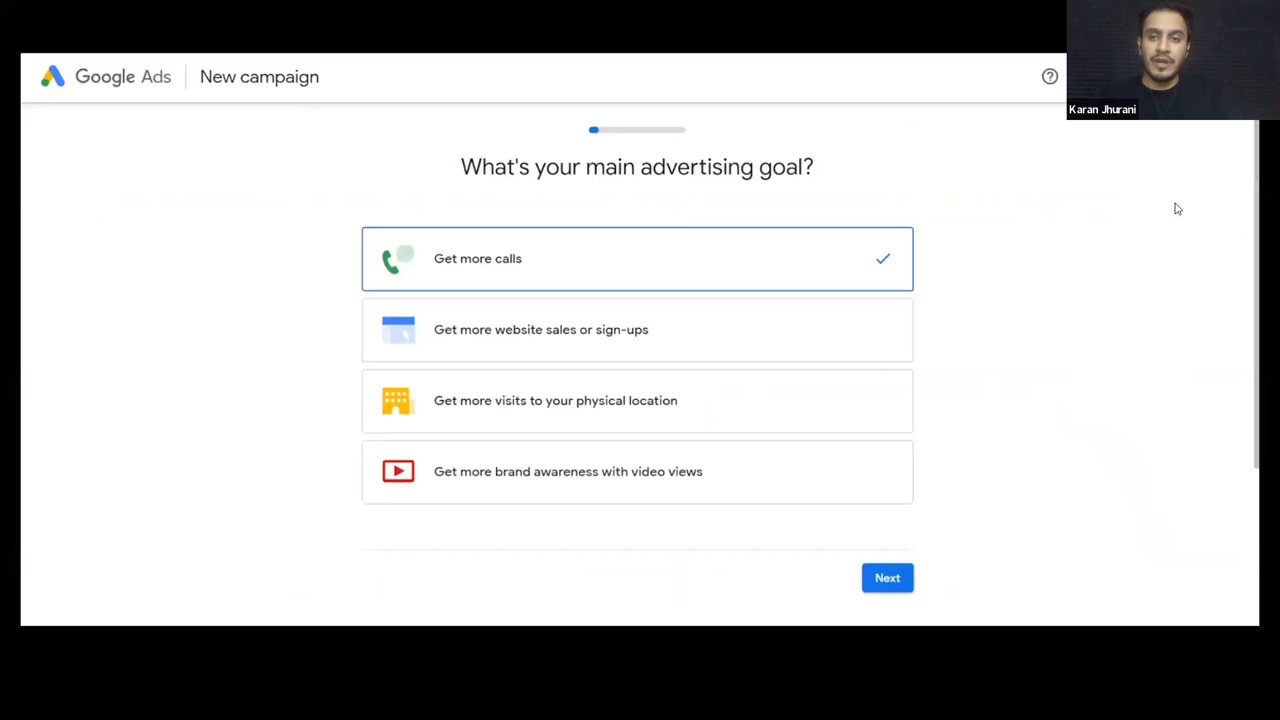 Google Ads
New campaign
Karan Jhurani
What's your main advertising goal?
Get more calls
Get more website sales or sign-ups
Get more visits to your physical location
Get more brand awareness with video views
Next